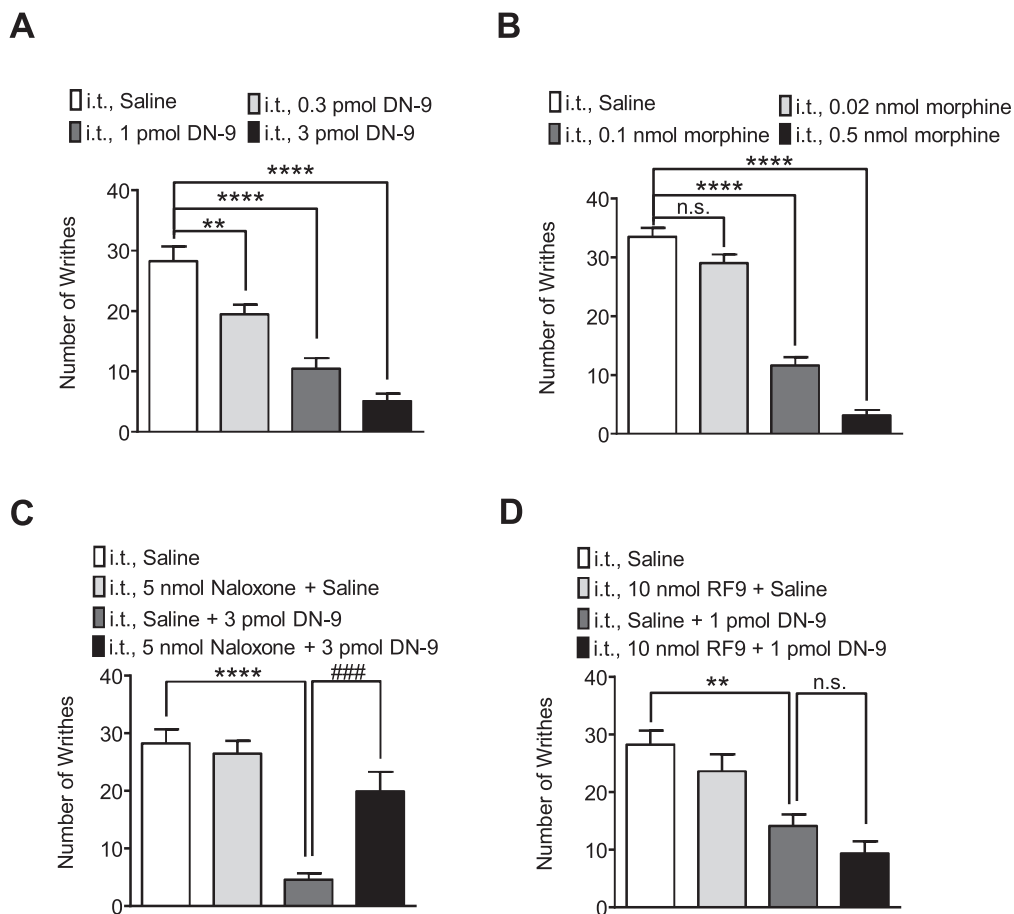 A
i.t., Saline
i.t., 0.3 pmol DN-9
i.t., 1 pmol DN-9
i.t., 3 pmol DN-9
****
****
**
Number of Writhes
40
30
20
10
0
B
i.t., Saline
i.t., 0.02 nmol morphine
i.t., 0.1 nmol morphine
i.t., 0.5 nmol morphine
****
****
n.s.
Number of Writhes
40
30
20
10
0
C
i.t., Saline
i.t., 5 nmol Naloxone + Saline
i.t., Saline + 3 pmol DN-9
i.t., 5 nmol Naloxone + 3 pmol DN-9
****
###
Number of Writhes
40
30
20
10
0
D
i.t., Saline
i.t., 10 nmol RF9 + Saline
i.t., Saline + 1 pmol DN-9
i.t., 10 nmol RF9 + 1 pmol DN-9
**
n.s.
Number of Writhes
40
30
20
10
0